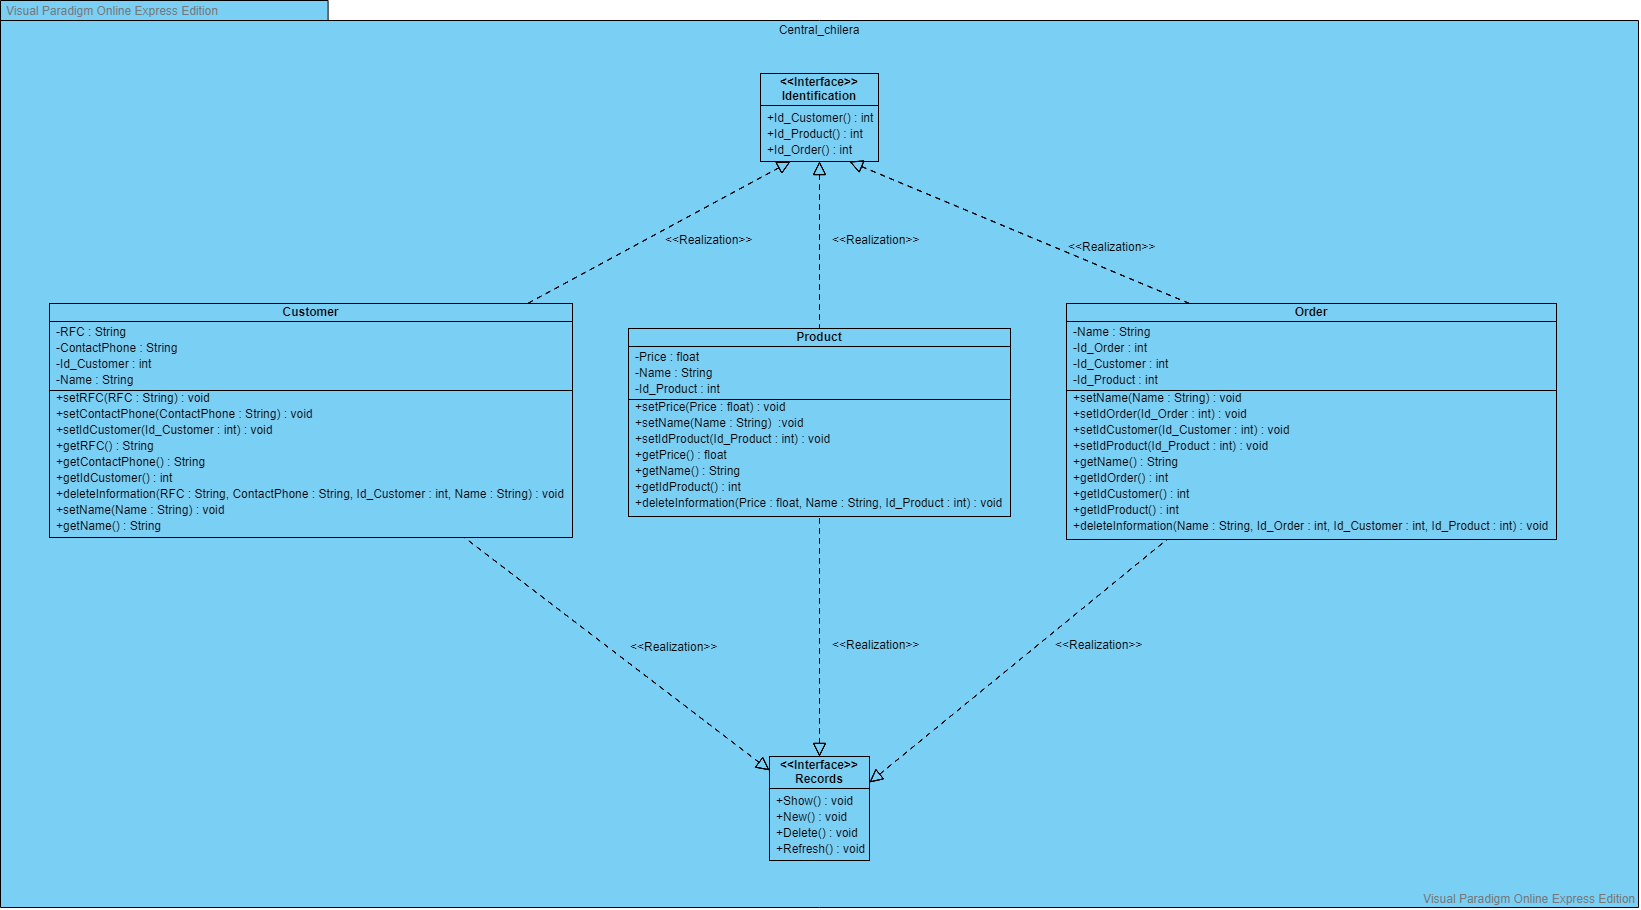 Visual Paradigm Online Express Edition
Central_chilera
<<Interface>>
Identification
+Id_Customer() : int
+Id_Product() : int
+Id_Order() : int
<<Realization>>
<<Realization>>
<<Realization>>
Customer
-RFC : String
-ContactPhone : String
-Id_Customer : int
-Name : String
+setRFC(RFC : String) : void
+setContactPhone(ContactPhone : String) : void
+setIdCustomer(Id_Customer : int) : void
+getRFC() : String
+getContactPhone() : String
+getIdCustomer() : int
+deleteInformation(RFC : String, ContactPhone : String, Id_Customer : int, Name : String) : void
+setName(Name : String) : void
+getName() : String
Product
-Price : float
-Name : String
-Id_Product : int
+setPrice(Price : float) : void
+setName(Name : String)  :void
+setIdProduct(Id_Product : int) : void
+getPrice() : float
+getName() : String
+getIdProduct() : int
+deleteInformation(Price : float, Name : String, Id_Product : int) : void
Order
-Name : String
-Id_Order : int
-Id_Customer : int
-Id_Product : int
+setName(Name : String) : void
+setIdOrder(Id_Order : int) : void
+setIdCustomer(Id_Customer : int) : void
+setIdProduct(Id_Product : int) : void
+getName() : String
+getIdOrder() : int
+getIdCustomer() : int
+getIdProduct() : int
+deleteInformation(Name : String, Id_Order : int, Id_Customer : int, Id_Product : int) : void
<<Realization>>
<<Realization>>
<<Realization>>
<<Interface>>
Records
+Show() : void
+New() : void
+Delete() : void
+Refresh() : void
Visual Paradigm Online Express Edition